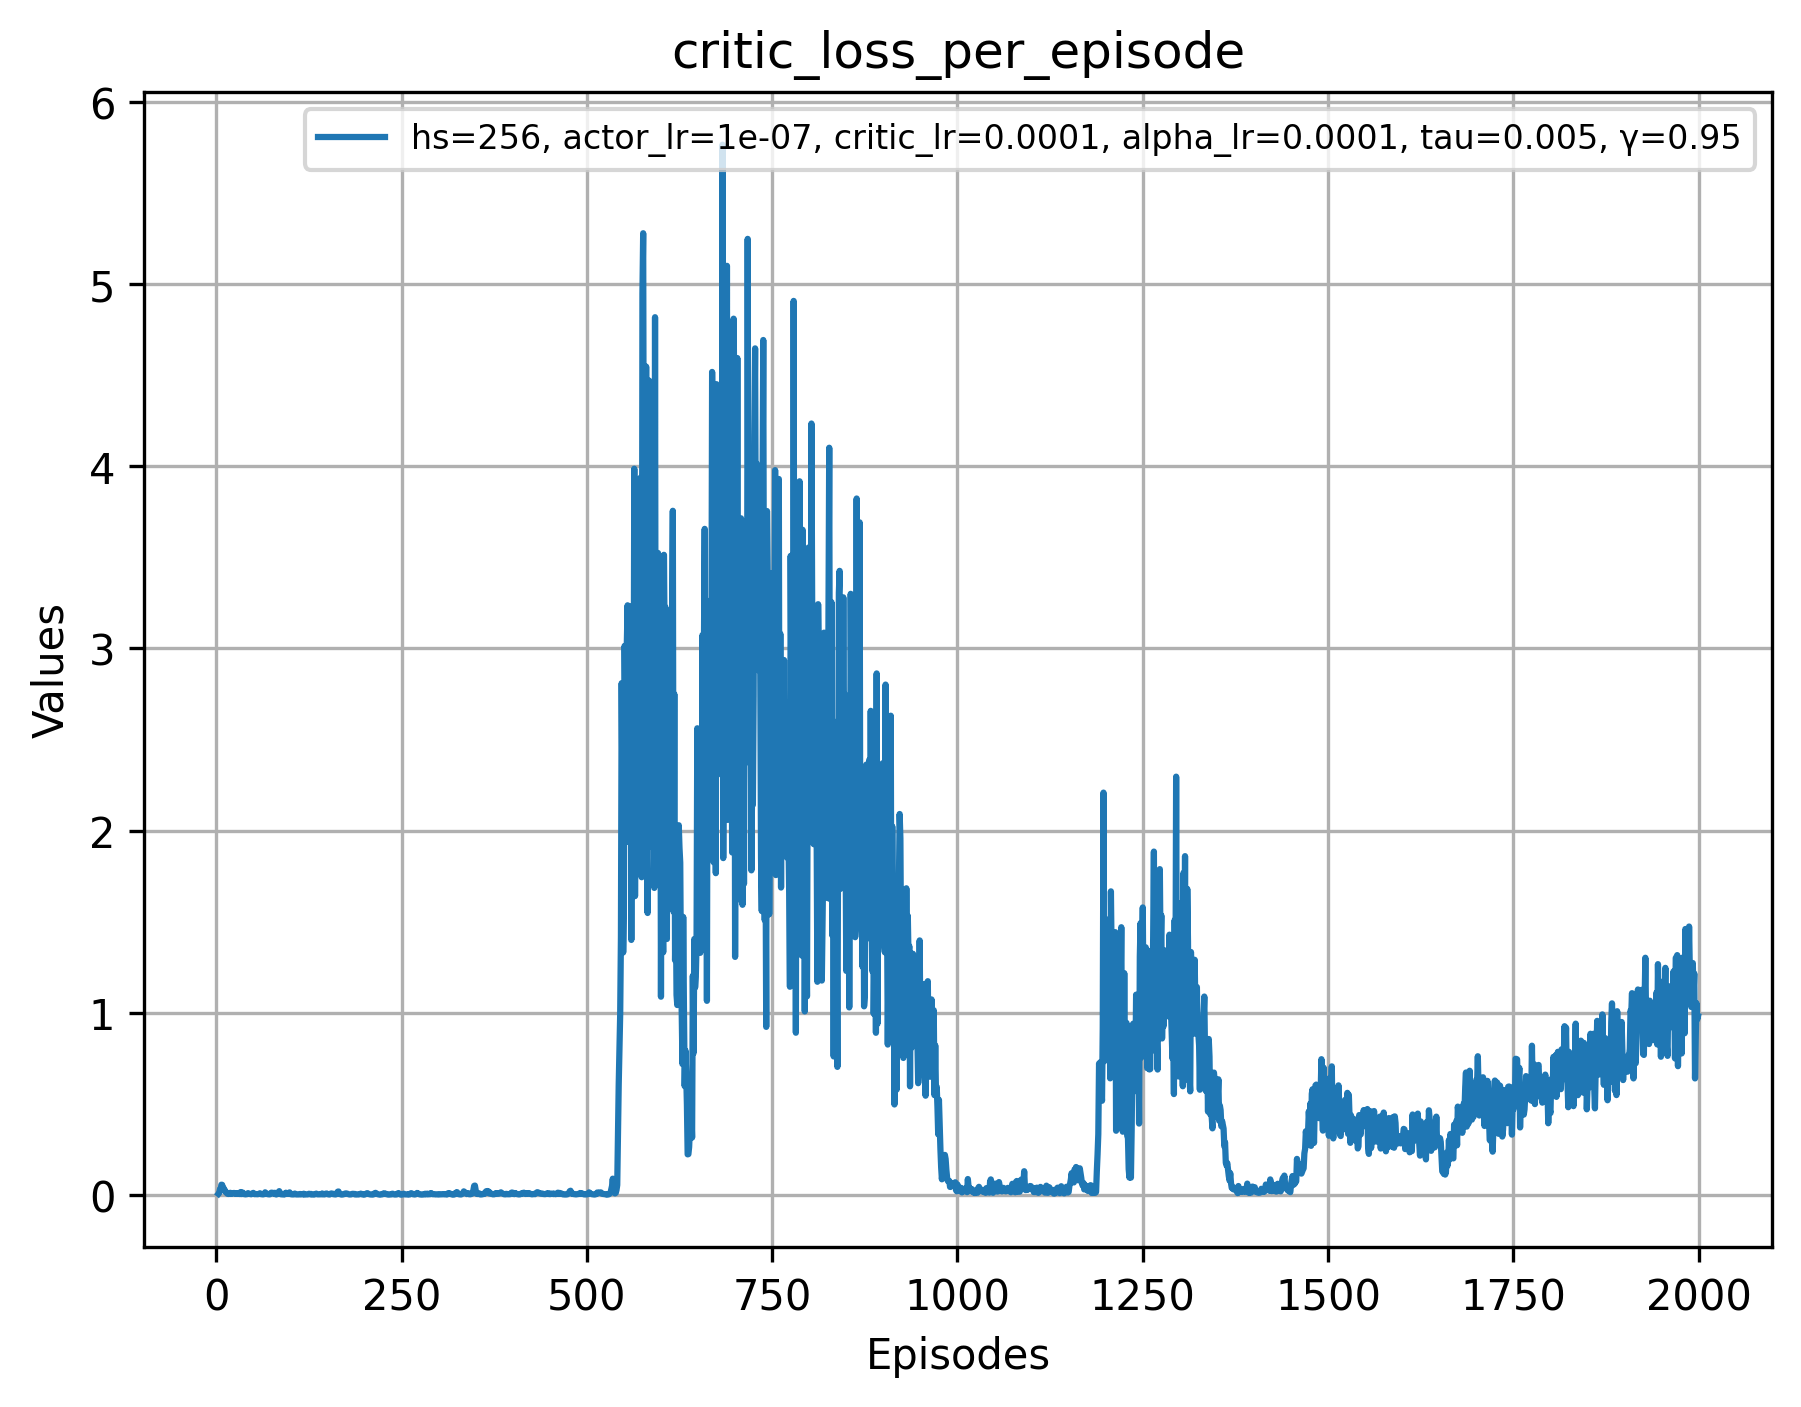 critic_loss_per_episode
hs=256, actor_lr=1e-07, critic_lr=0.0001, alpha_lr=0.0001, tau=0.005, γ=0.95
6
5
4
3
2
1
0
Values
0 250 500 750 1000 1250 1500 1750 2000
Episodes